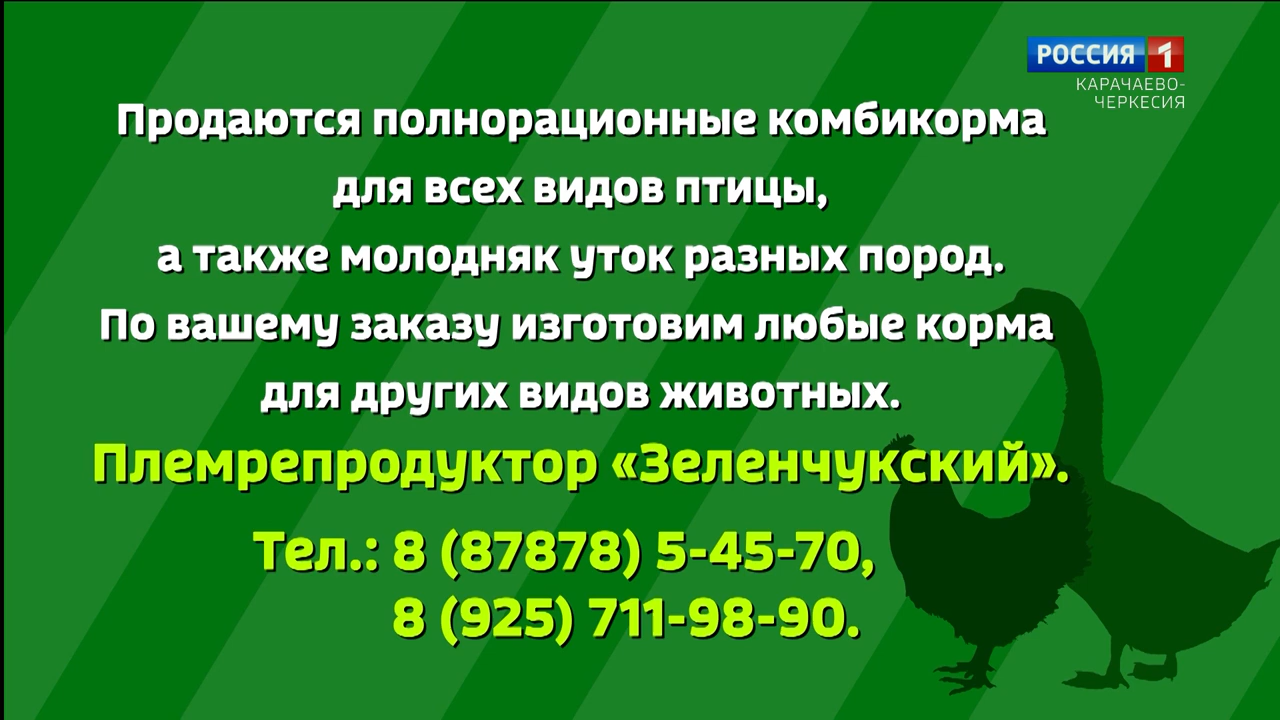 РОССИЯ 1
КАРАЧАЕВО-
ЧЕРКЕСИЯ
Продаются полнорационные комбикорма
для всех видов птицы,
а также молодняк уток разных пород.
По вашему заказу изготовим любые корма
для других видов животных.
Племрепродуктор «Зеленчукский».
Тел.: 8 (87878) 5-45-70,
8 (925) 711-98-90.